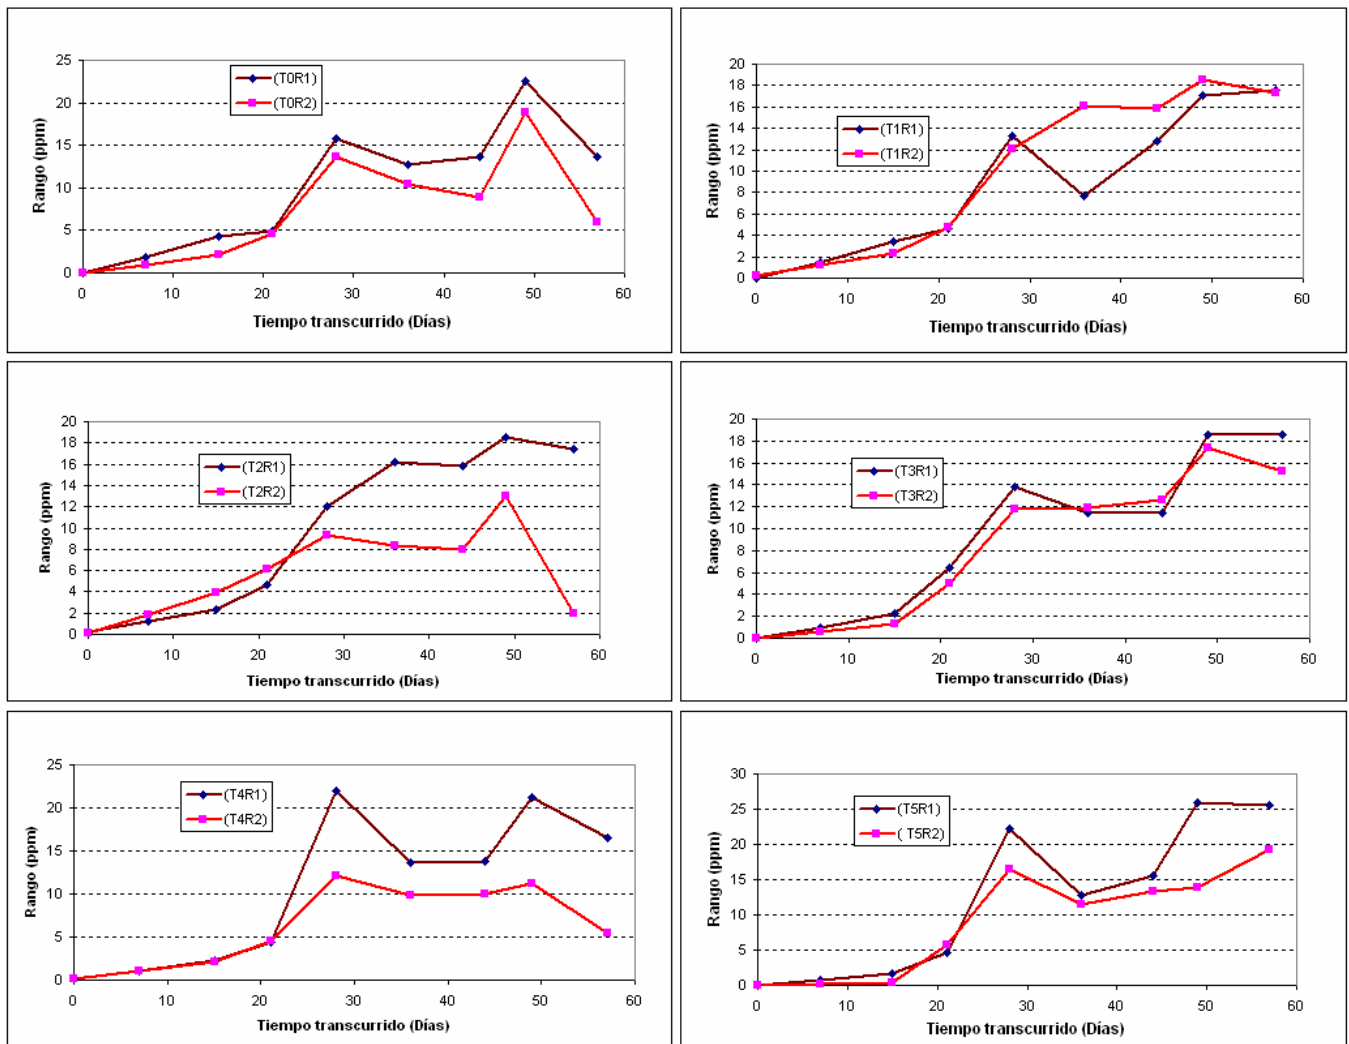 25
20
15
10
5
0
Rango (ppm)
(T0R1)
(T0R2)
0 10 20 30 40 50 60
Tiempo transcurrido (Días)
20
18
16
14
12
10
8
6
4
2
0
Rango (ppm)
(T1R1)
(T1R2)
0 10 20 30 40 50 60
Tiempo transcurrido (Días)
20
18
16
14
12
10
8
6
4
2
0
Rango (ppm)
(T2R1)
(T2R2)
0 10 20 30 40 50 60
Tiempo transcurrido (Días)
20
18
16
14
12
10
8
6
4
2
0
Rango (ppm)
(T3R1)
(T3R2)
0 10 20 30 40 50 60
Tiempo transcurrido (Días)
25
20
15
10
5
0
Rango (ppm)
(T4R1)
(T4R2)
0 10 20 30 40 50 60
Tiempo transcurrido (Días)
30
25
20
15
10
5
0
Rango (ppm)
(T5R1)
( T5R2)
0 10 20 30 40 50 60
Tiempo transcurrido (Días)